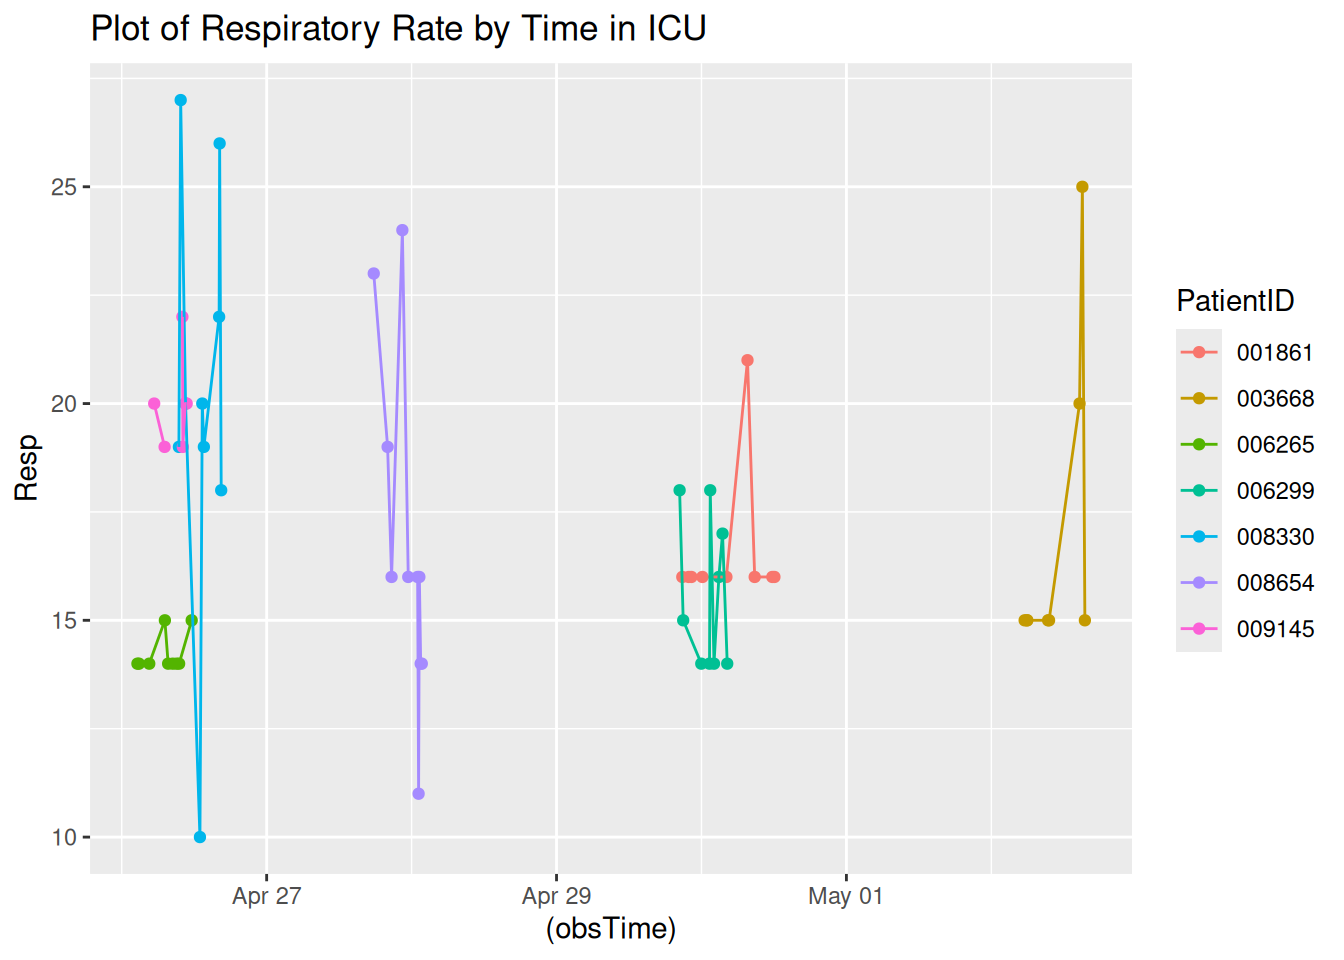 Plot of Respiratory Rate by Time in ICU
25
20
15
10
Resp
Apr 27
Apr 29
May 01
(obsTime)
PatientID
001861
003668
006265
006299
008330
008654
009145